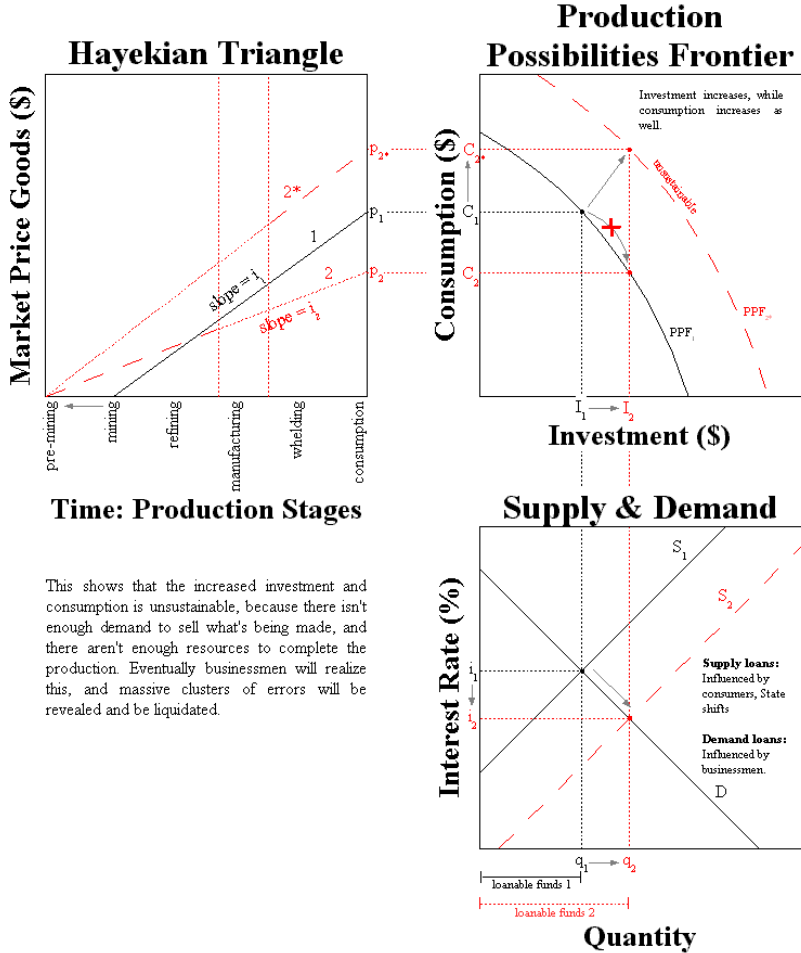 Hayekian Triangle
Market Price Goods ($)
2*
1
2
slope = i1
slope = i2
p2*
p1
p2
pre-mining
mining
refining
manufacturing
whelding
consumption
Time: Production Stages
Production
Possibilities Frontier
Consumption ($)
Investment increases, while
consumption increases as
well.
unsustainable
C2*
C1
C2
PPF1
PPF2*
I1
I2
Investment ($)
This shows that the increased investment and
consumption is unsustainable, because there isn't
enough demand to sell what's being made, and
there aren't enough resources to complete the
production. Eventually businessmen will realize
this, and massive clusters of errors will be
revealed and be liquidated.
Supply & Demand
Interest Rate (%)
S1
S2
i1
i2
Supply loans:
Influenced by
consumers, State
shifts
Demand loans:
Influenced by
businessmen.
D
q1
q2
loanable funds 1
loanable funds 2
Quantity